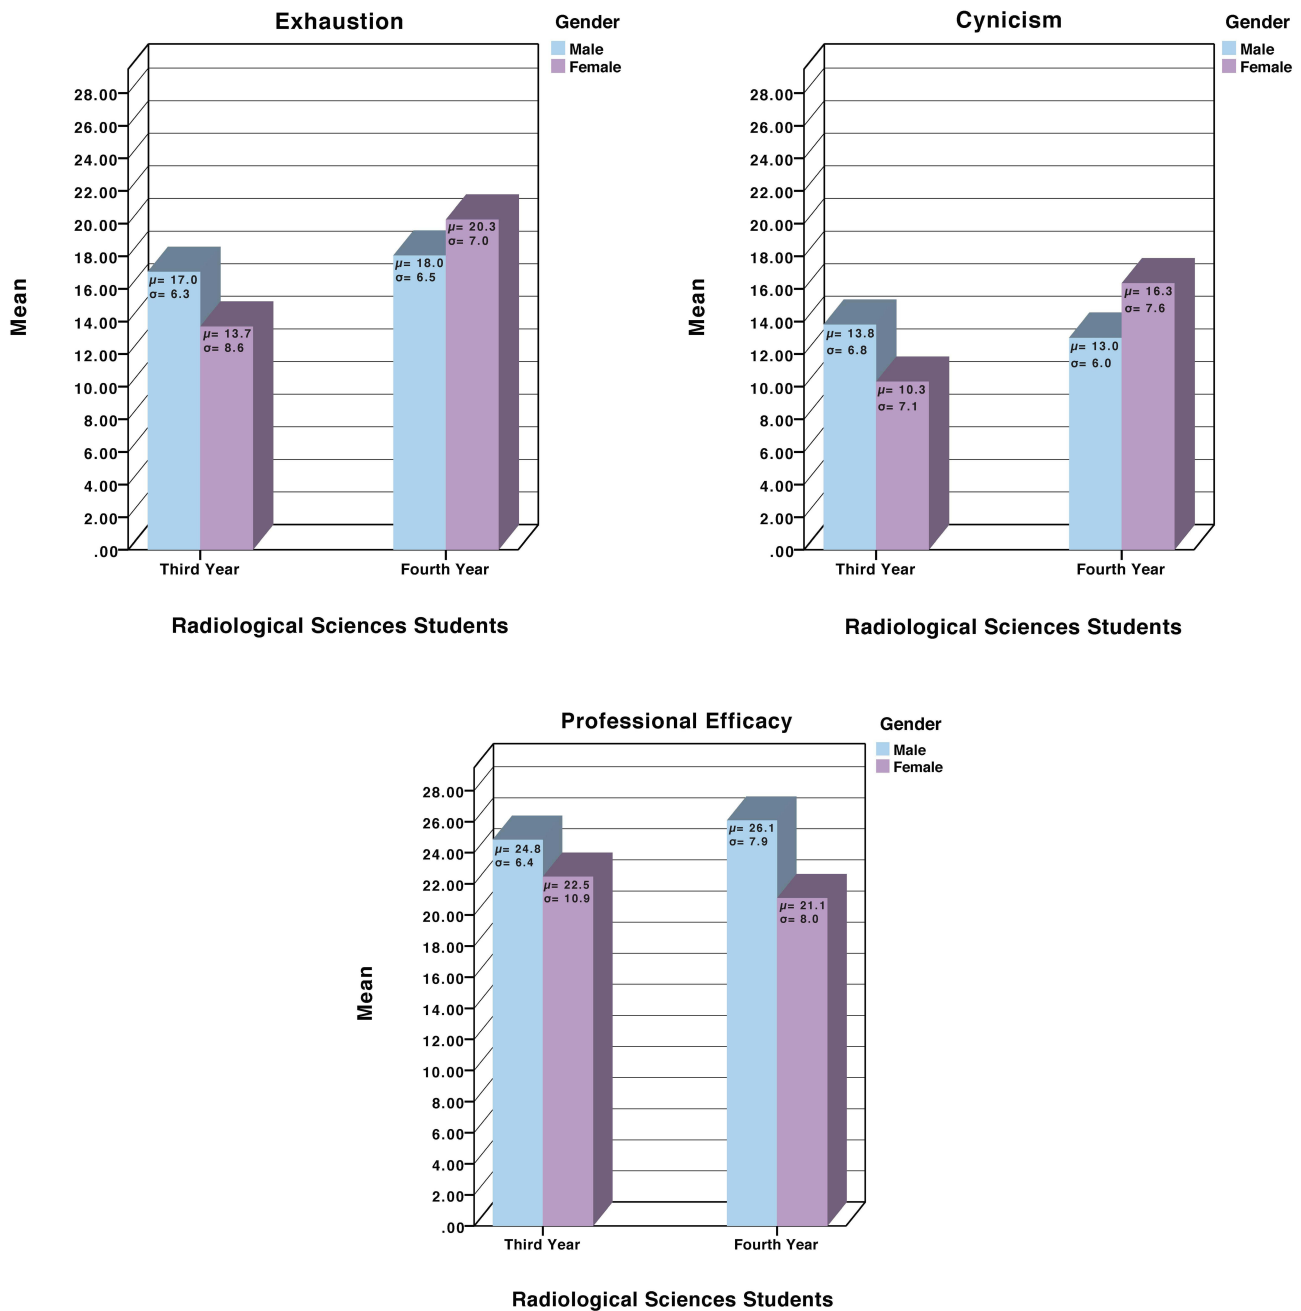 Exhaustion
Gender
Male
Female
28.00
26.00
24.00
22.00
20.00
18.00
16.00
14.00
12.00
10.00
8.00
6.00
4.00
2.00
.00
Mean
μ= 17.0
σ= 6.3
μ= 13.7
σ= 8.6
μ= 18.0
σ= 6.5
μ= 20.3
σ= 7.0
Third Year
Fourth Year
Radiological Sciences Students
Cynicism
Gender
Male
Female
28.00
26.00
24.00
22.00
20.00
18.00
16.00
14.00
12.00
10.00
8.00
6.00
4.00
2.00
.00
Mean
μ= 13.8
σ= 6.8
μ= 10.3
σ= 7.1
μ= 13.0
σ= 6.0
μ= 16.3
σ= 7.6
Third Year
Fourth Year
Radiological Sciences Students
Professional Efficacy
Gender
Male
Female
28.00
26.00
24.00
22.00
20.00
18.00
16.00
14.00
12.00
10.00
8.00
6.00
4.00
2.00
.00
Mean
μ= 24.8
σ= 6.4
μ= 22.5
σ= 10.9
μ= 26.1
σ= 7.9
μ= 21.1
σ= 8.0
Third Year
Fourth Year
Radiological Sciences Students